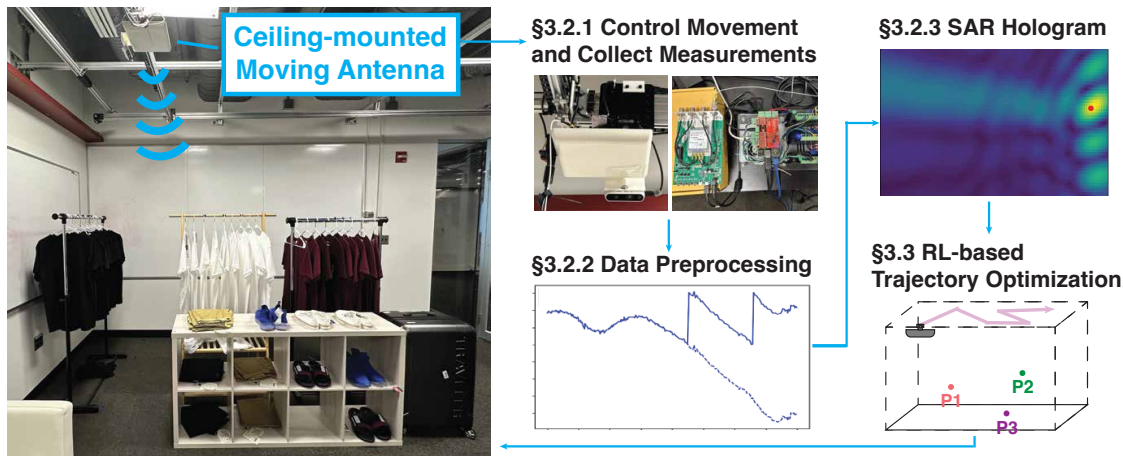 Ceiling-mounted
Moving Antenna
§3.2.1 Control Movement
and Collect Measurements
§3.2.2 Data Preprocessing
§3.2.3 SAR Hologram
§3.3 RL-based
Trajectory Optimization
P1
P2
P3